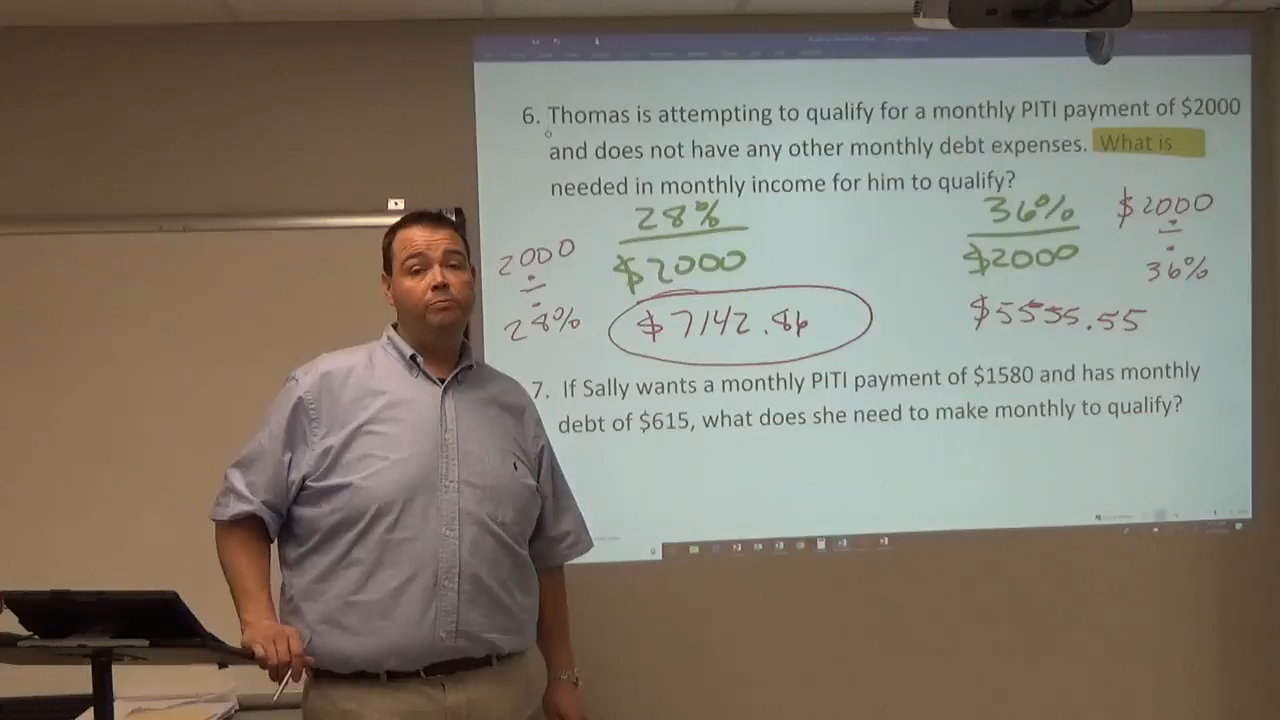 6. Thomas is attempting to qualify for a monthly PITI payment of $2000
and does not have any other monthly debt expenses. What is
needed in monthly income for him to qualify?
28%
$2000
2000
÷
28%
$7142.86
36%
$2000
$2000
÷
36%
$5555.55
7. If Sally wants a monthly PITI payment of $1580 and has monthly
debt of $615, what does she need to make monthly to qualify?